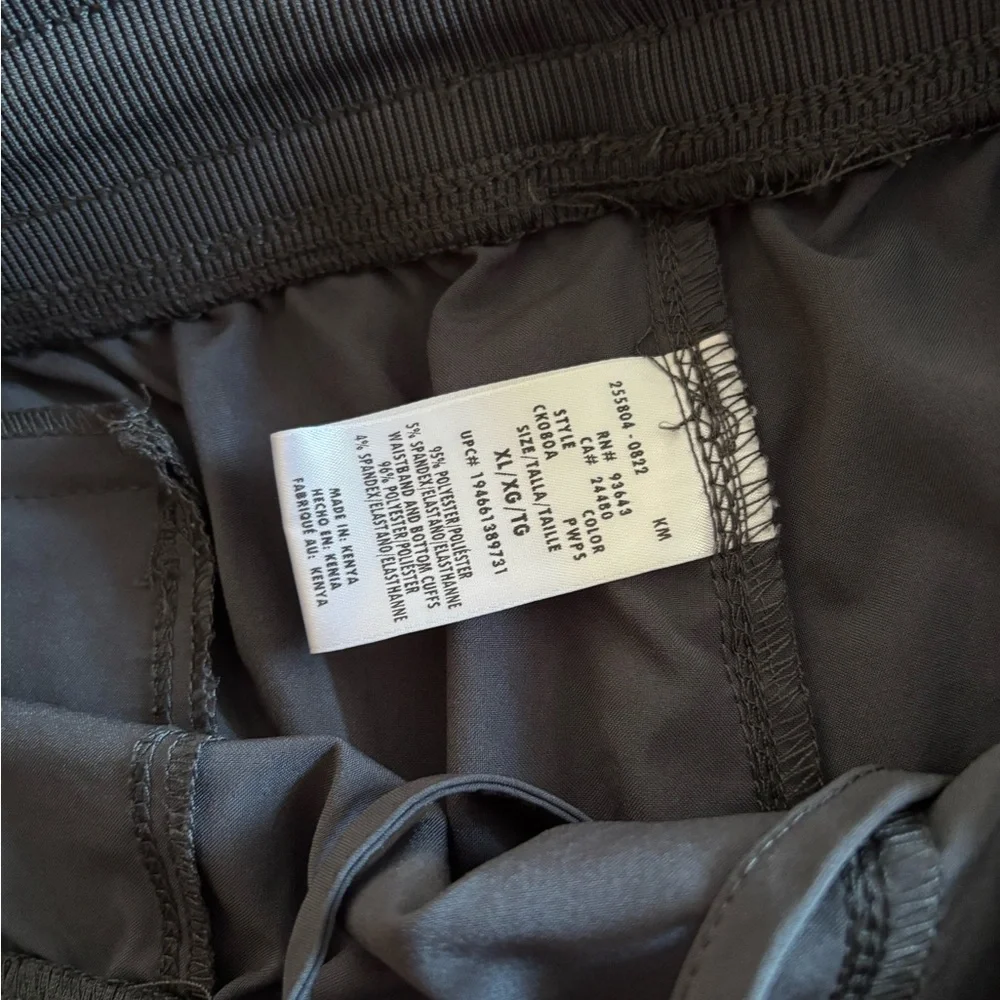 KM
255804-0822
RN# 93643
CA# 24480
STYLE COLOR
CK080A PWPS
SIZE/TALLA/TAILLE
XL/XG/TG
UPC# 194661389731
95% POLYESTER/POLIÉSTER
5% SPANDEX/ELASTANO/ELASTHANNE
WAISTBAND AND BOTTOM CUFFS
96% POLYESTER/POLIÉSTER
4% SPANDEX/ELASTANO/ELASTHANNE
MADE IN: KENYA
HECHO EN: KENIA
FABRIQUÉ AU: KENYA